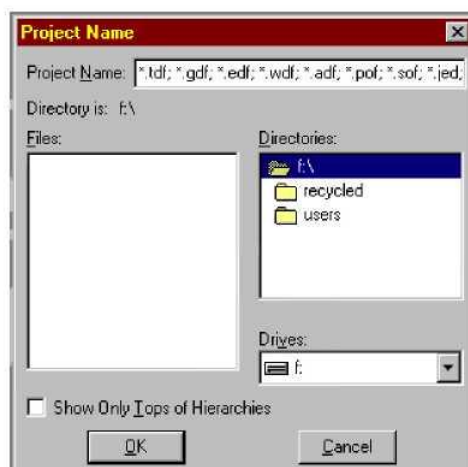 Project Name
Project Name: *.tdf; *.gdf; *.edf; *.wdf; *.adf; *.pof; *.sof; *.jed;
Directory is: f:\
Files:
Directories:
f:\
recycled
users
Drives:
f:
Show Only Tops of Hierarchies
OK
Cancel